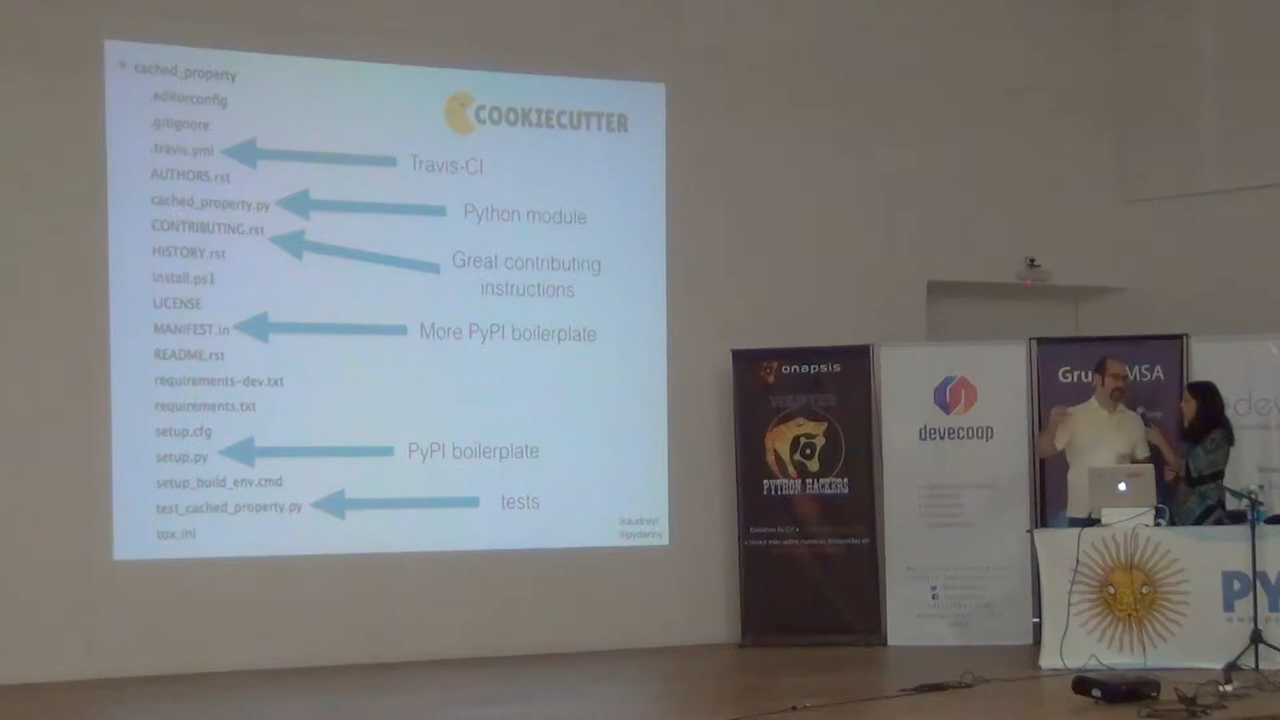 cached_property
.editorconfig
COOKIECUTTER
.gitignore
.travis.yml
Travis-CI
AUTHORS.rst
cached_property.py
Python module
CONTRIBUTING.rst
Great contributing
instructions
HISTORY.rst
install.ps1
LICENSE
MANIFEST.in
More PyPI boilerplate
README.rst
requirements-dev.txt
requirements.txt
setup.cfg
setup.py
PyPI boilerplate
setup_build_env.cmd
test_cached_property.py
tests
tox.ini
@pydanny
onapsis
WANTED
PYTHON HACKERS
devecoop
MSA
PY